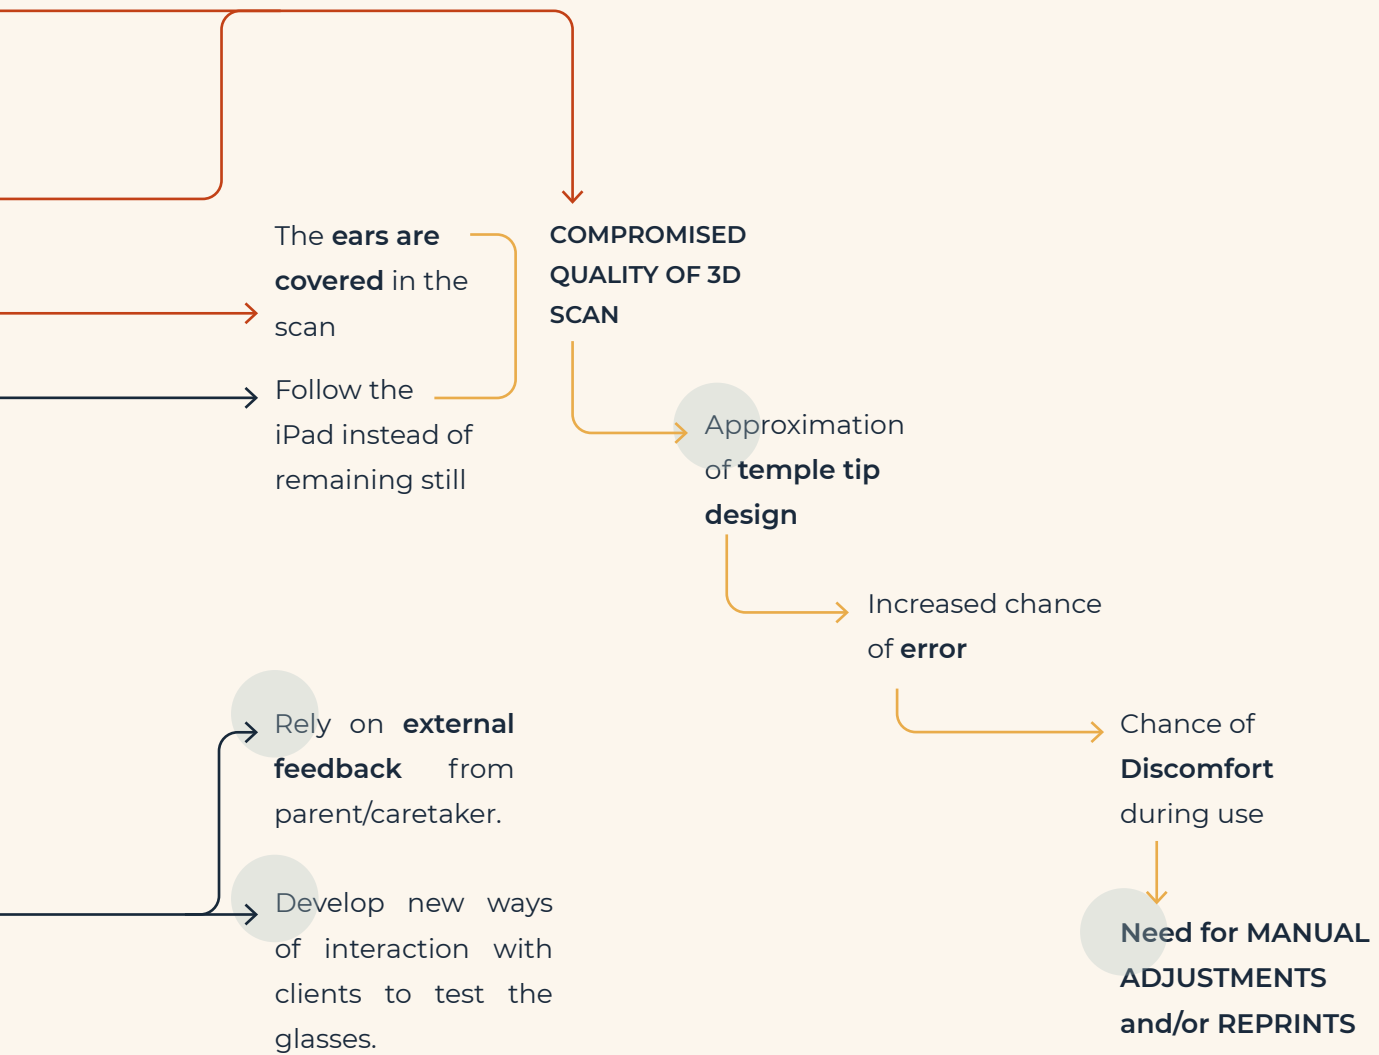 The ears are
covered in the
scan
Follow the
iPad instead of
remaining still
COMPROMISED
QUALITY OF 3D
SCAN
Approximation
of temple tip
design
Increased chance
of error
Chance of
Discomfort
during use
Need for MANUAL
ADJUSTMENTS
and/or REPRINTS
Rely on external
feedback from
parent/caretaker.
Develop new ways
of interaction with
clients to test the
glasses.